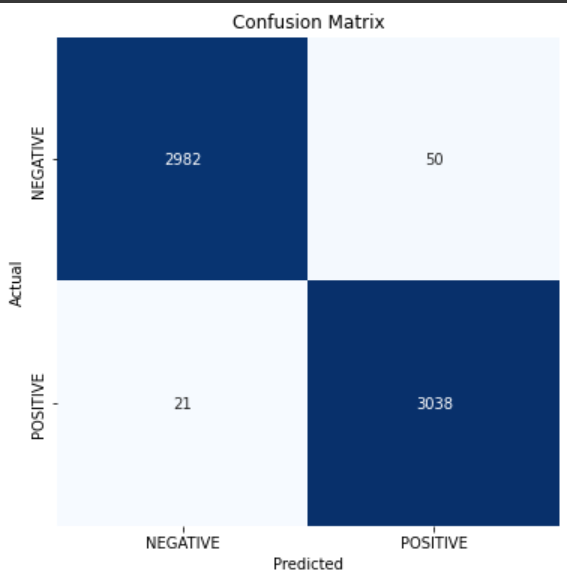 Confusion Matrix
NEGATIVE
2982
50
Actual
POSITIVE
21
3038
NEGATIVE
POSITIVE
Predicted